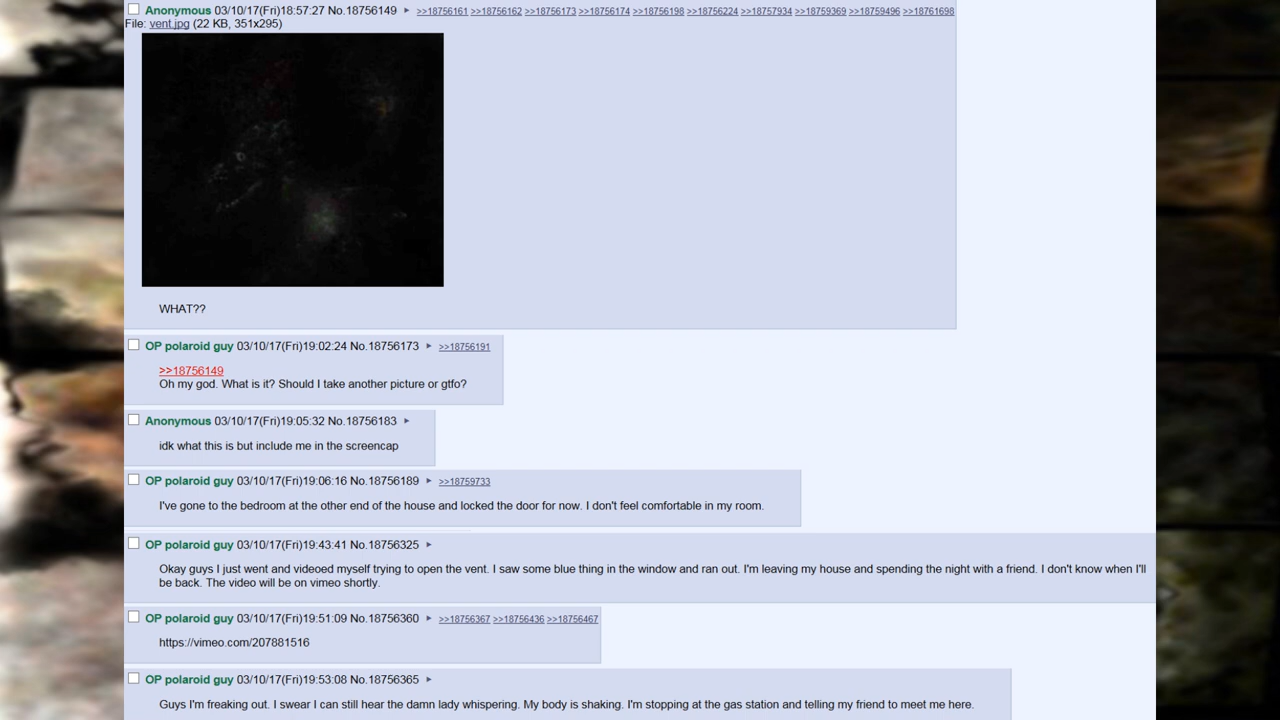 Anonymous 03/10/17(Fri)18:57:27 No.18756149 ► >>18756161 >>18756162 >>18756173 >>18756174 >>18756198 >>18756224 >>18757934 >>18759369 >>18759496 >>18761698
File: vent.jpg (22 KB, 351x295)
WHAT??
OP polaroid guy 03/10/17(Fri)19:02:24 No.18756173 ► >>18756191
>>18756149
Oh my god. What is it? Should I take another picture or gtfo?
Anonymous 03/10/17(Fri)19:05:32 No.18756183 ►
idk what this is but include me in the screencap
OP polaroid guy 03/10/17(Fri)19:06:16 No.18756189 ► >>18759733
I've gone to the bedroom at the other end of the house and locked the door for now. I don't feel comfortable in my room.
OP polaroid guy 03/10/17(Fri)19:43:41 No.18756325 ►
Okay guys I just went and videoed myself trying to open the vent. I saw some blue thing in the window and ran out. I'm leaving my house and spending the night with a friend. I don't know when I'll
be back. The video will be on vimeo shortly.
OP polaroid guy 03/10/17(Fri)19:51:09 No.18756360 ► >>18756367 >>18756436 >>18756467
https://vimeo.com/207881516
OP polaroid guy 03/10/17(Fri)19:53:08 No.18756365 ►
Guys I'm freaking out. I swear I can still hear the damn lady whispering. My body is shaking. I'm stopping at the gas station and telling my friend to meet me here.